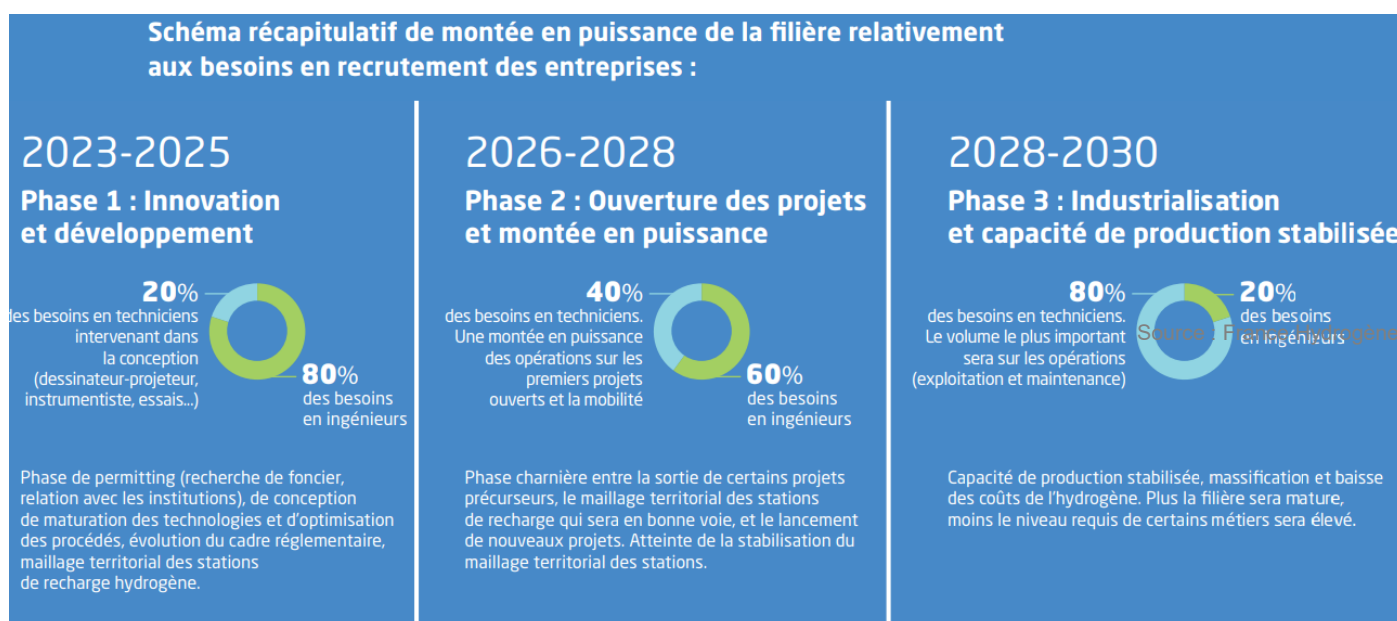 Schéma récapitulatif de montée en puissance de la filière relativement
aux besoins en recrutement des entreprises :
2023-2025
Phase 1 : Innovation
et développement
20%
des besoins en techniciens
intervenant dans
la conception
(dessinateur-projeteur,
instrumentiste, essais...)
80%
des besoins
en ingénieurs
Phase de permitting (recherche de foncier,
relation avec les institutions), de conception
de maturation des technologies et d'optimisation
des procédés, évolution du cadre réglementaire,
maillage territorial des stations
de recharge hydrogène.
2026-2028
Phase 2 : Ouverture des projets
et montée en puissance
40%
des besoins en techniciens.
Une montée en puissance
des opérations sur les
premiers projets
ouverts et la mobilité
60%
des besoins
en ingénieurs
Phase charnière entre la sortie de certains projets
précurseurs, le maillage territorial des stations
de recharge qui sera en bonne voie, et le lancement
de nouveaux projets. Atteinte de la stabilisation du
maillage territorial des stations.
2028-2030
Phase 3 : Industrialisation
et capacité de production stabilisée
80%
des besoins en techniciens.
Le volume le plus important
sera sur les opérations
(exploitation et maintenance)
20%
des besoins
en ingénieurs
Source : France Hydrogène
Capacité de production stabilisée, massification et baisse
des coûts de l'hydrogène. Plus la filière sera mature,
moins le niveau requis de certains métiers sera élevé.